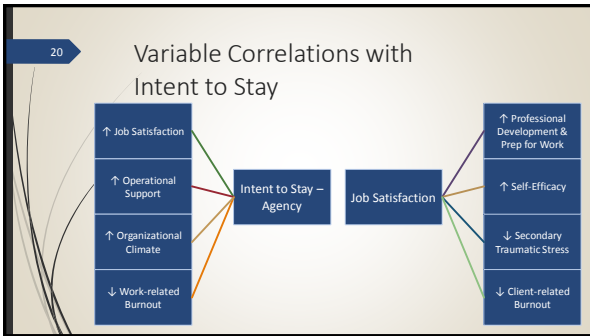 20
Variable Correlations with
Intent to Stay
↑ Job Satisfaction
↑ Operational
Support
↑ Organizational
Climate
↓ Work-related
Burnout
Intent to Stay –
Agency
Job Satisfaction
↑ Professional
Development &
Prep for Work
↑ Self-Efficacy
↓ Secondary
Traumatic Stress
↓ Client-related
Burnout